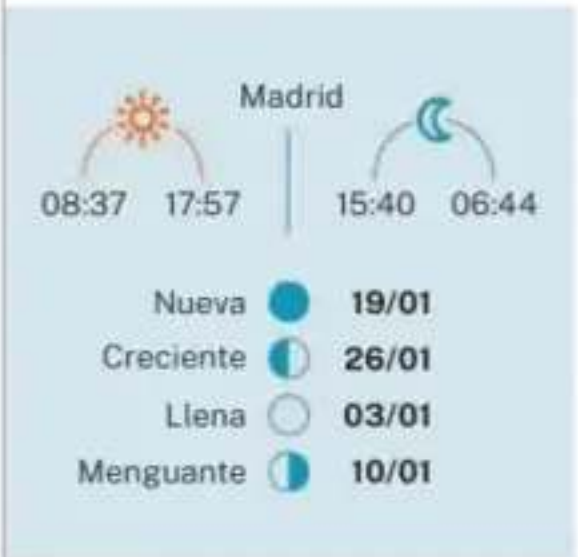 Madrid
08:37 17:57 15:40 06:44
Nueva 19/01
Creciente 26/01
Llena 03/01
Menguante 10/01